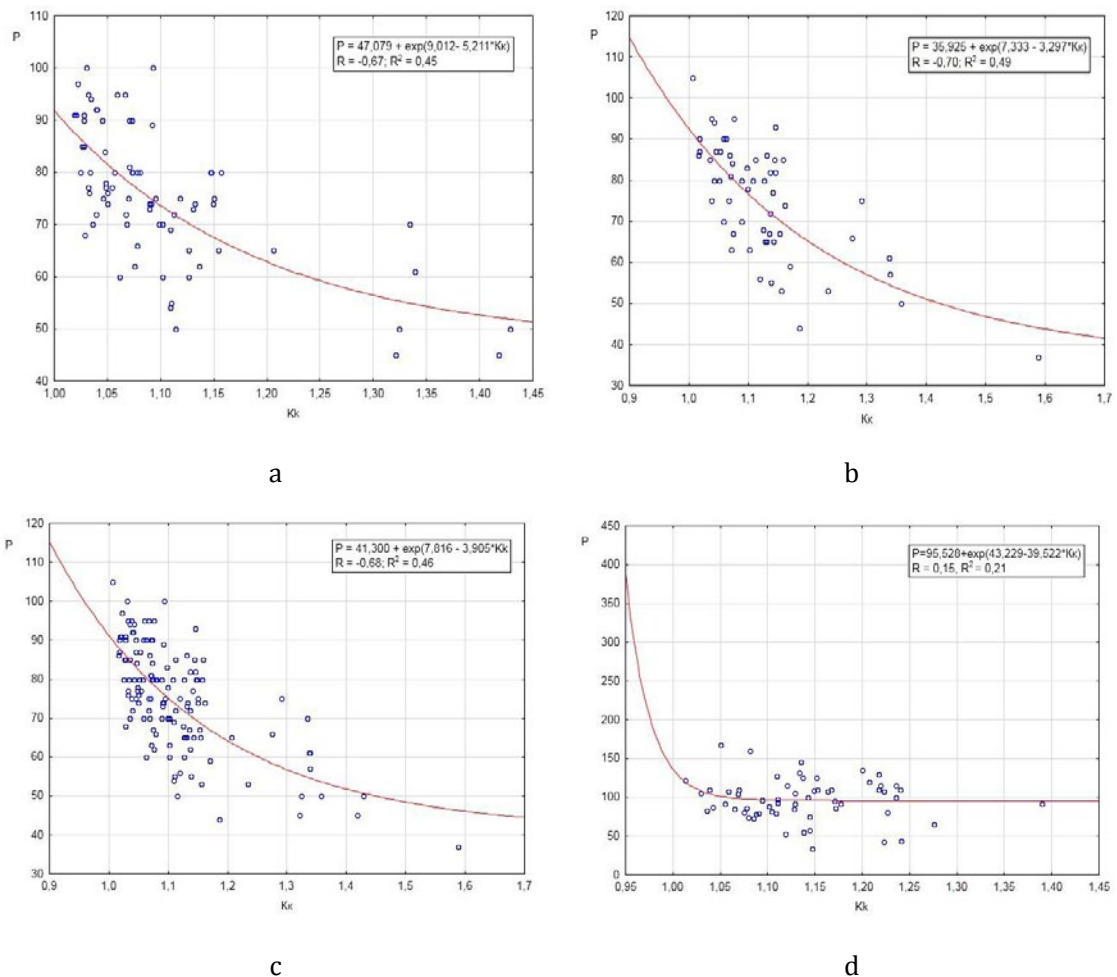 P
110
100
90
80
70
60
50
40
P = 47,079 + exp(9,012- 5,211*Kк)
R = -0,67; R² = 0,45
1,00 1,05 1,10 1,15 1,20 1,25 1,30 1,35 1,40 1,45
Kк
a
P
120
110
100
90
80
70
60
50
40
30
P = 35,925 + exp(7,333 - 3,297*Kк)
R = -0,70; R² = 0,49
0,9 1,0 1,1 1,2 1,3 1,4 1,5 1,6 1,7
Kк
b
P
120
110
100
90
80
70
60
50
40
30
P = 41,300 + exp(7,816 - 3,905*Kк
R = -0,68; R² = 0,46
0,9 1,0 1,1 1,2 1,3 1,4 1,5 1,6 1,7
Kк
c
P
450
400
350
300
250
200
150
100
50
0
P=95,528+exp(43,229-39,522*Kк)
R = 0,15, R² = 0,21
0,95 1,00 1,05 1,10 1,15 1,20 1,25 1,30 1,35 1,40 1,45
Kк
d